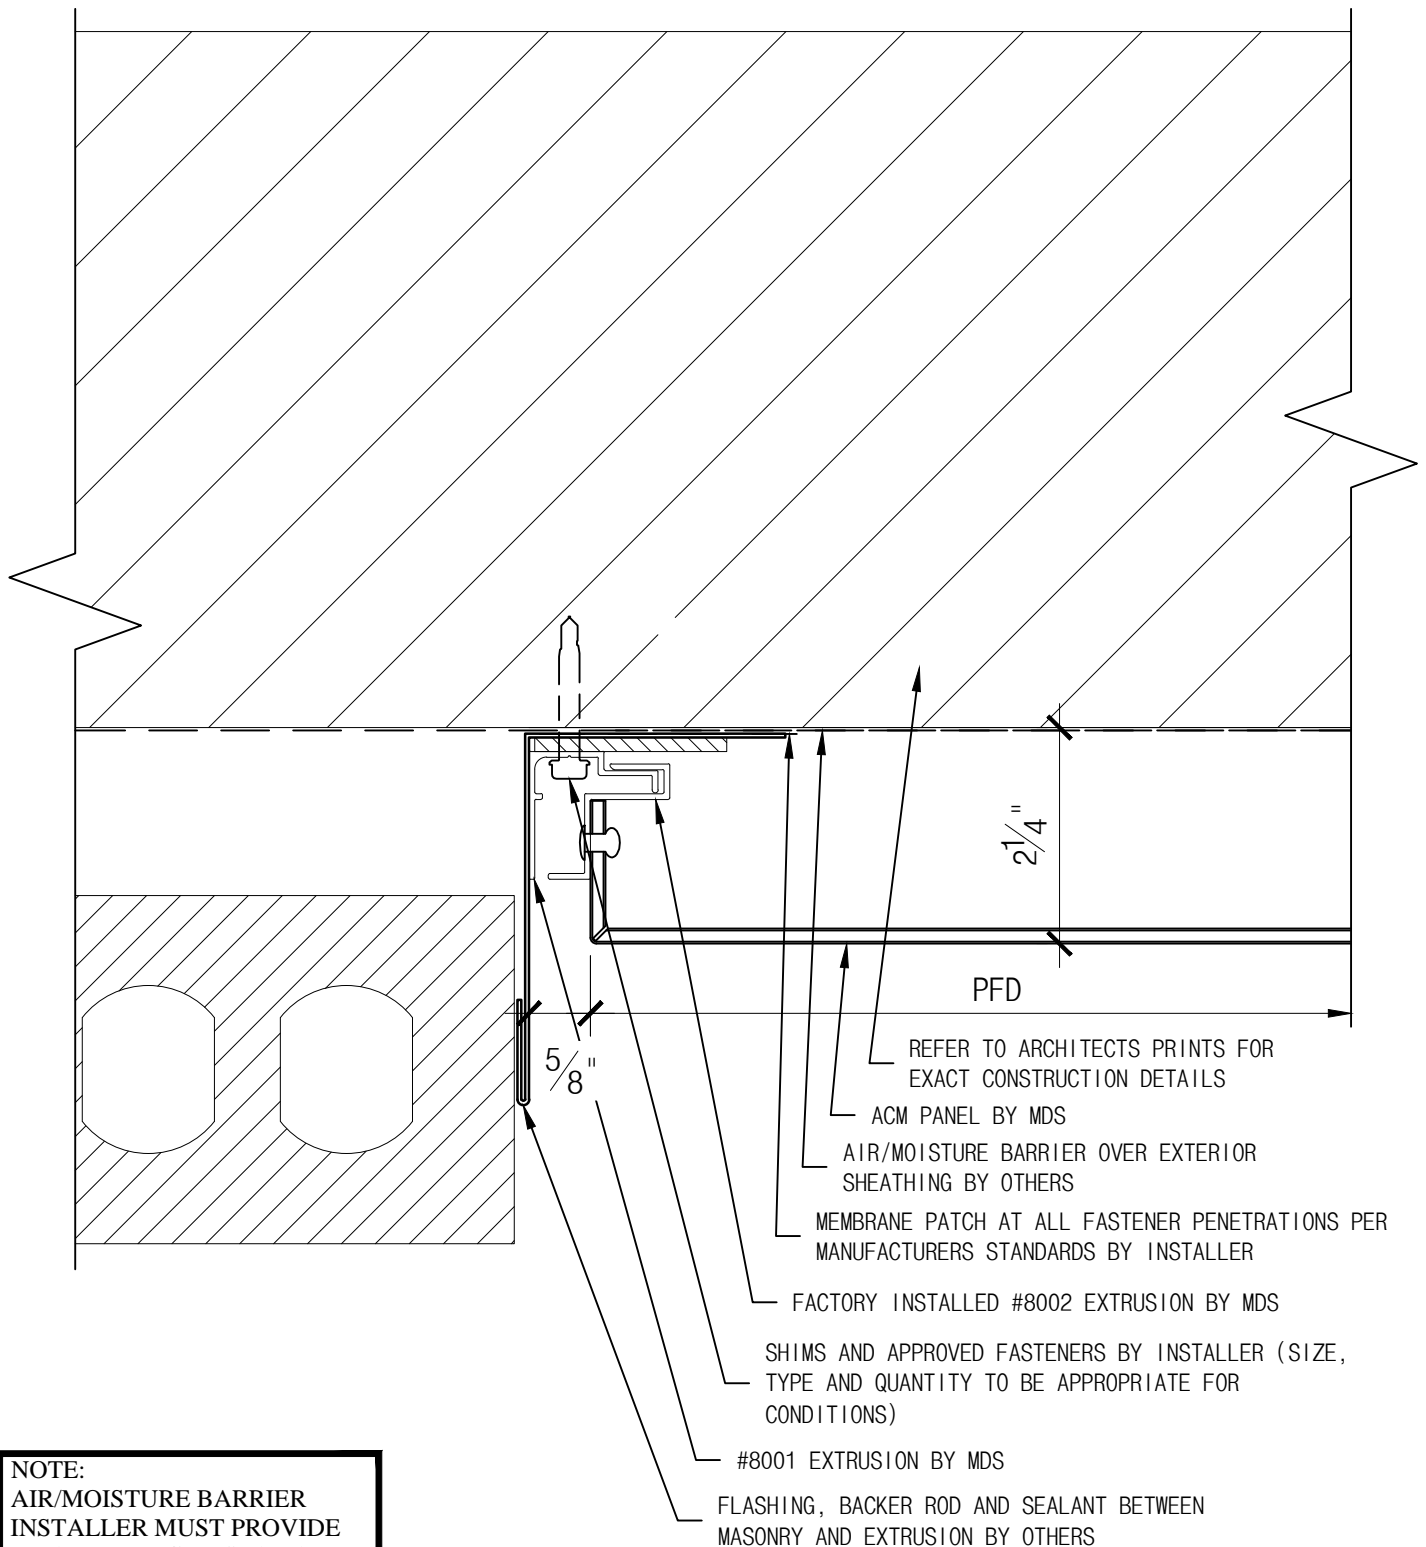 2 1/4"
PFD
5/8"
REFER TO ARCHITECTS PRINTS FOR
EXACT CONSTRUCTION DETAILS
ACM PANEL BY MDS
AIR/MOISTURE BARRIER OVER EXTERIOR
SHEATHING BY OTHERS
MEMBRANE PATCH AT ALL FASTENER PENETRATIONS PER
MANUFACTURERS STANDARDS BY INSTALLER
FACTORY INSTALLED #8002 EXTRUSION BY MDS
SHIMS AND APPROVED FASTENERS BY INSTALLER (SIZE,
TYPE AND QUANTITY TO BE APPROPRIATE FOR
CONDITIONS)
#8001 EXTRUSION BY MDS
FLASHING, BACKER ROD AND SEALANT BETWEEN
MASONRY AND EXTRUSION BY OTHERS
NOTE:
AIR/MOISTURE BARRIER
INSTALLER MUST PROVIDE